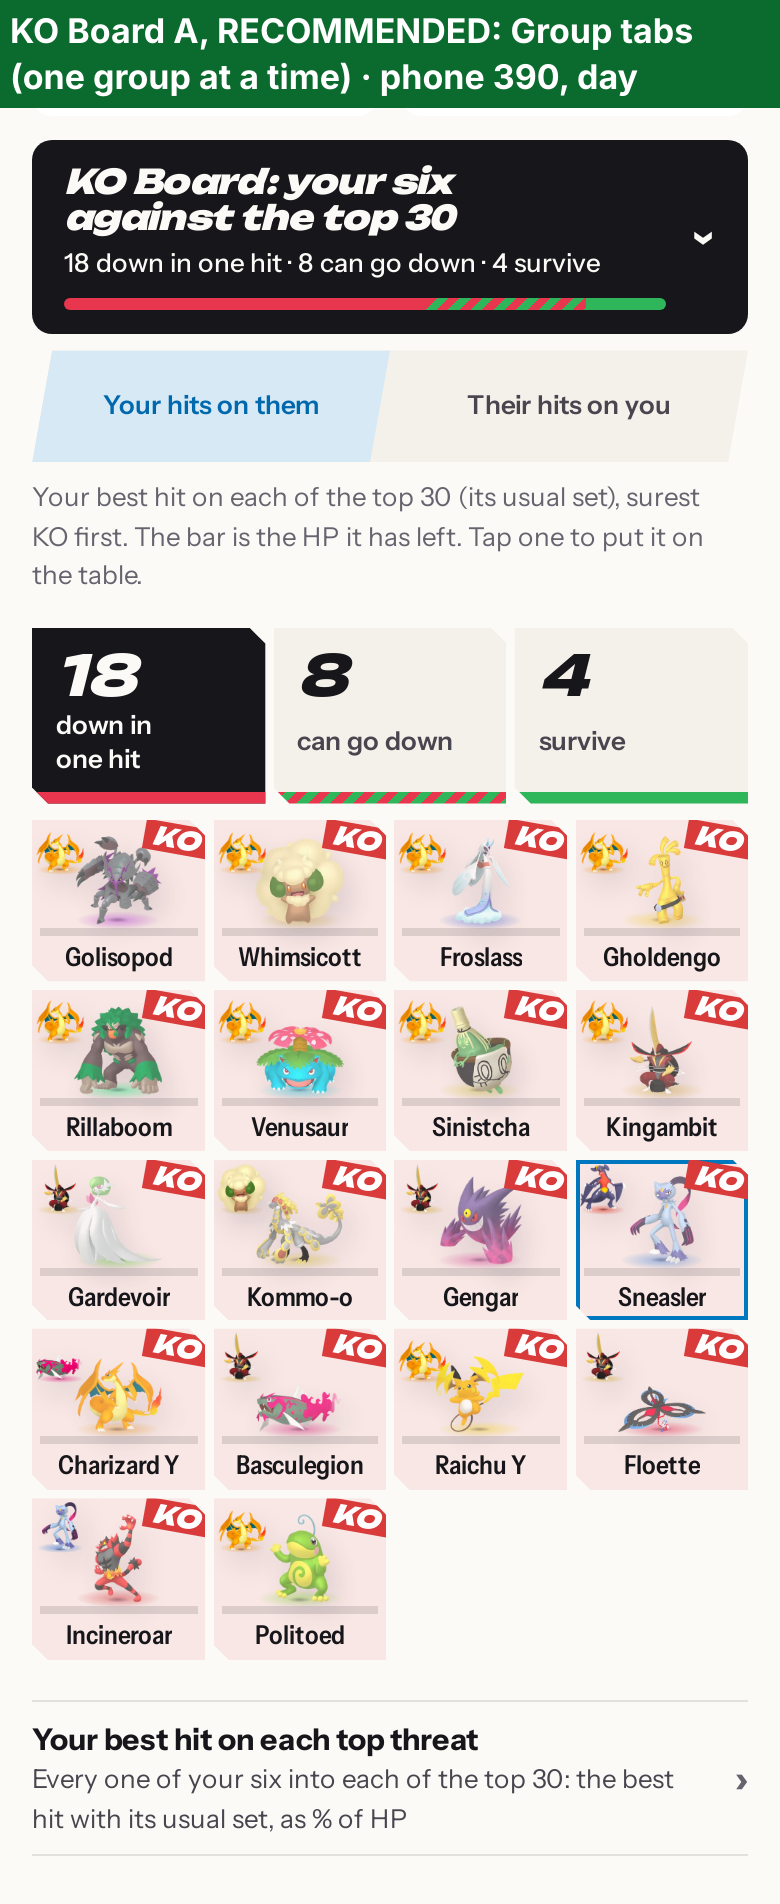 KO Board A, RECOMMENDED: Group tabs
(one group at a time) · phone 390, day
KO Board: your six
against the top 30
18 down in one hit · 8 can go down · 4 survive
Your hits on them
Their hits on you
Your best hit on each of the top 30 (its usual set), surest
KO first. The bar is the HP it has left. Tap one to put it on
the table.
18
down in
one hit
8
can go down
4
survive
KO
KO
KO
KO
Golisopod
Whimsicott
Froslass
Gholdengo
KO
KO
KO
KO
Rillaboom
Venusaur
Sinistcha
Kingambit
KO
KO
KO
KO
Gardevoir
Kommo-o
Gengar
Sneasler
KO
KO
KO
KO
Charizard Y
Basculegion
Raichu Y
Floette
KO
KO
Incineroar
Politoed
Your best hit on each top threat
Every one of your six into each of the top 30: the best
hit with its usual set, as % of HP